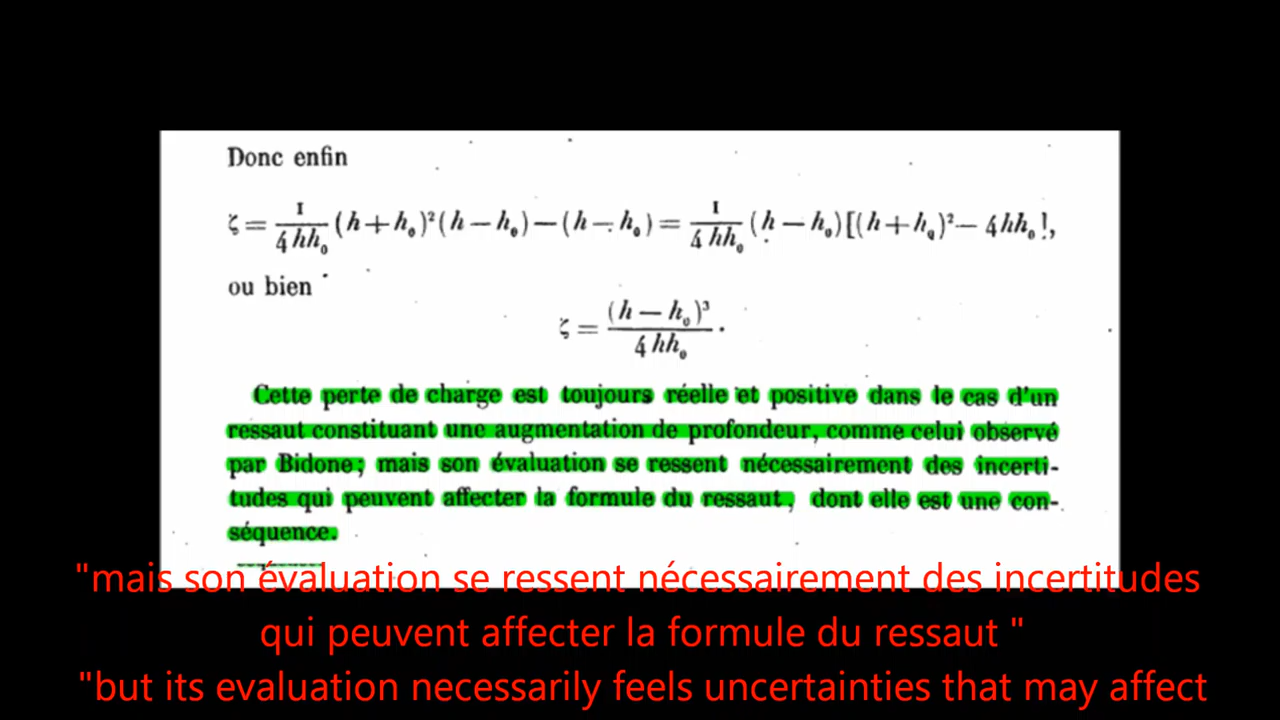 Donc enfin
ζ = 1/4hh₀ (h + h₀)² (h − h₀) − (h − h₀) = 1/4hh₀ (h − h₀) [(h + h₀)² − 4hh₀!,
ou bien
ζ = (h − h₀)³/4hh₀ .
Cette perte de charge est toujours réelle et positive dans le cas d'un
ressaut constituant une augmentation de profondeur, comme celui observé
par Bidone; mais son évaluation se ressent nécessairement des incerti-
tudes qui peuvent affecter la formule du ressaut, dont elle est une con-
séquence.
"mais son évaluation se ressent nécessairement des incertitudes
qui peuvent affecter la formule du ressaut "
"but its evaluation necessarily feels uncertainties that may affect